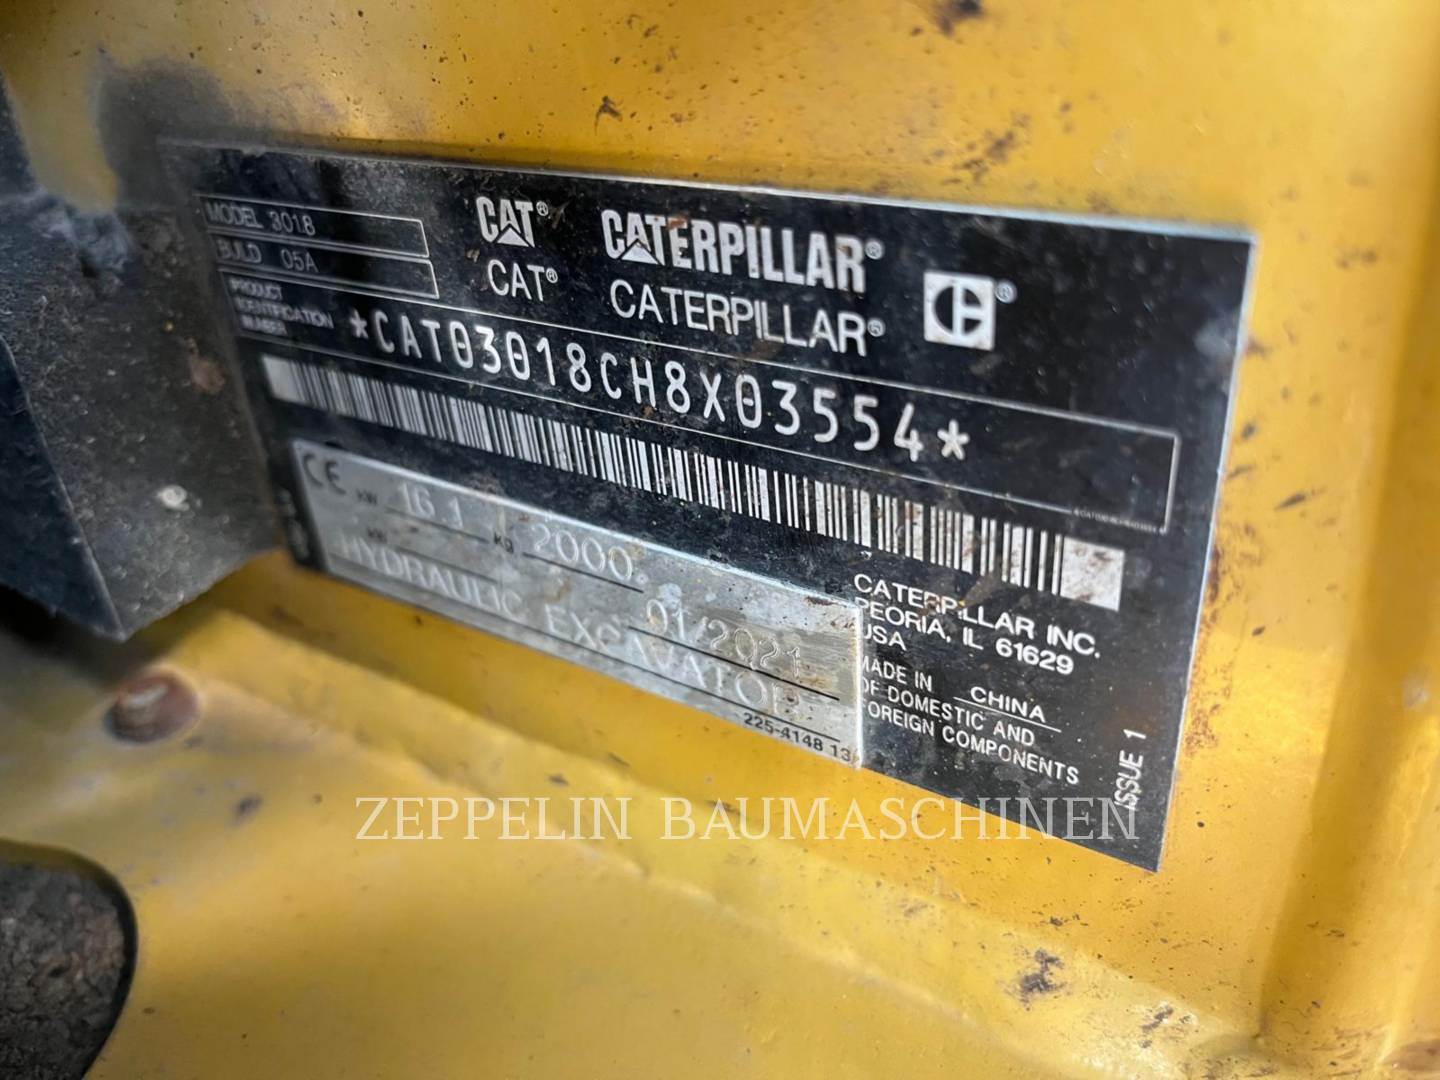 MODEL 301.8
BUILD 05A
CAT® CATERPILLAR®
CAT® CATERPILLAR®
PRODUCT
IDENTIFICATION
NUMBER
*CAT03018CH8X03554*
CE
kW 16.1 kg 2000
kW 01/2021
HYDRAULIC EXCAVATOR
225-4148 13
CATERPILLAR INC.
PEORIA, IL 61629
USA
MADE IN CHINA
OF DOMESTIC AND
FOREIGN COMPONENTS
ISSUE 1
ZEPPELIN BAUMASCHINEN